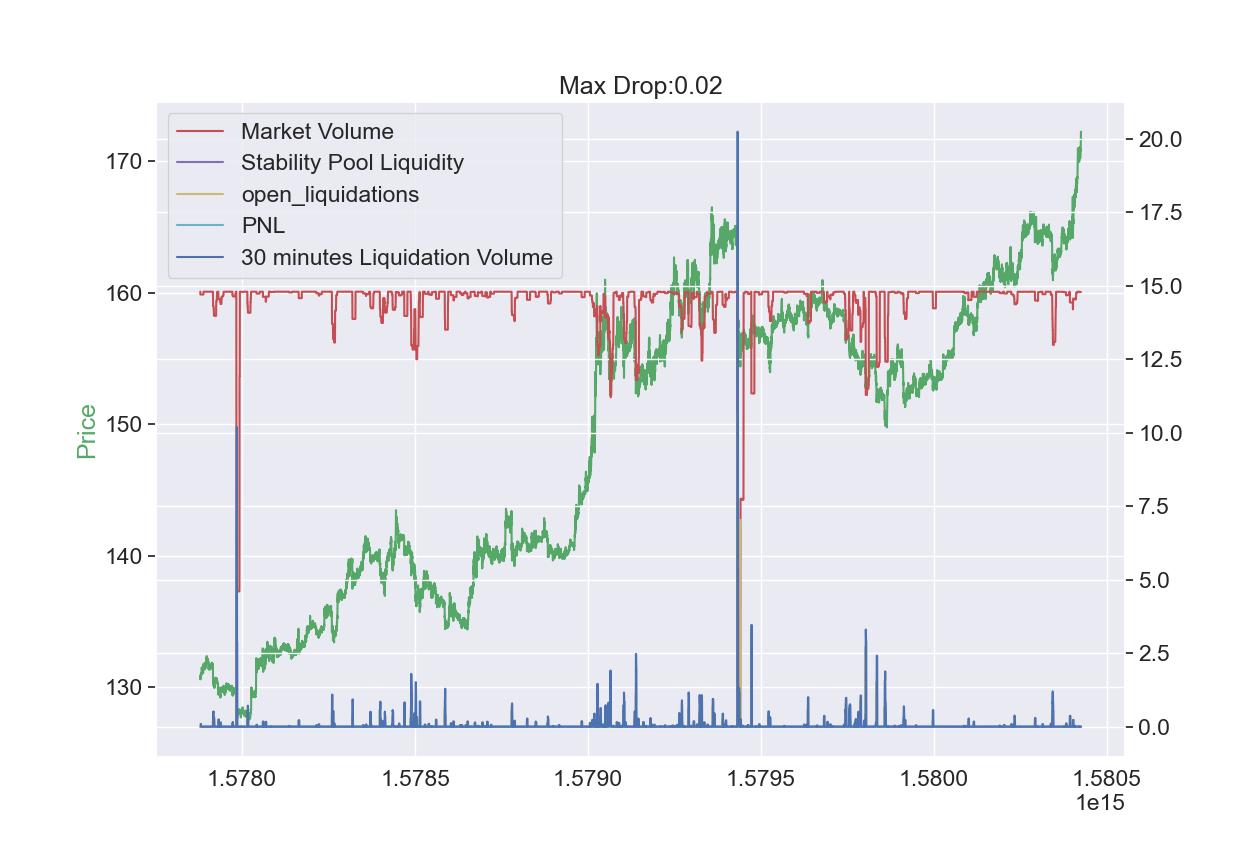 Max Drop:0.02
Market Volume
Stability Pool Liquidity
open_liquidations
PNL
30 minutes Liquidation Volume
Price
170
160
150
140
130
20.0
17.5
15.0
12.5
10.0
7.5
5.0
2.5
0.0
1.5780 1.5785 1.5790 1.5795 1.5800 1.5805
1e15